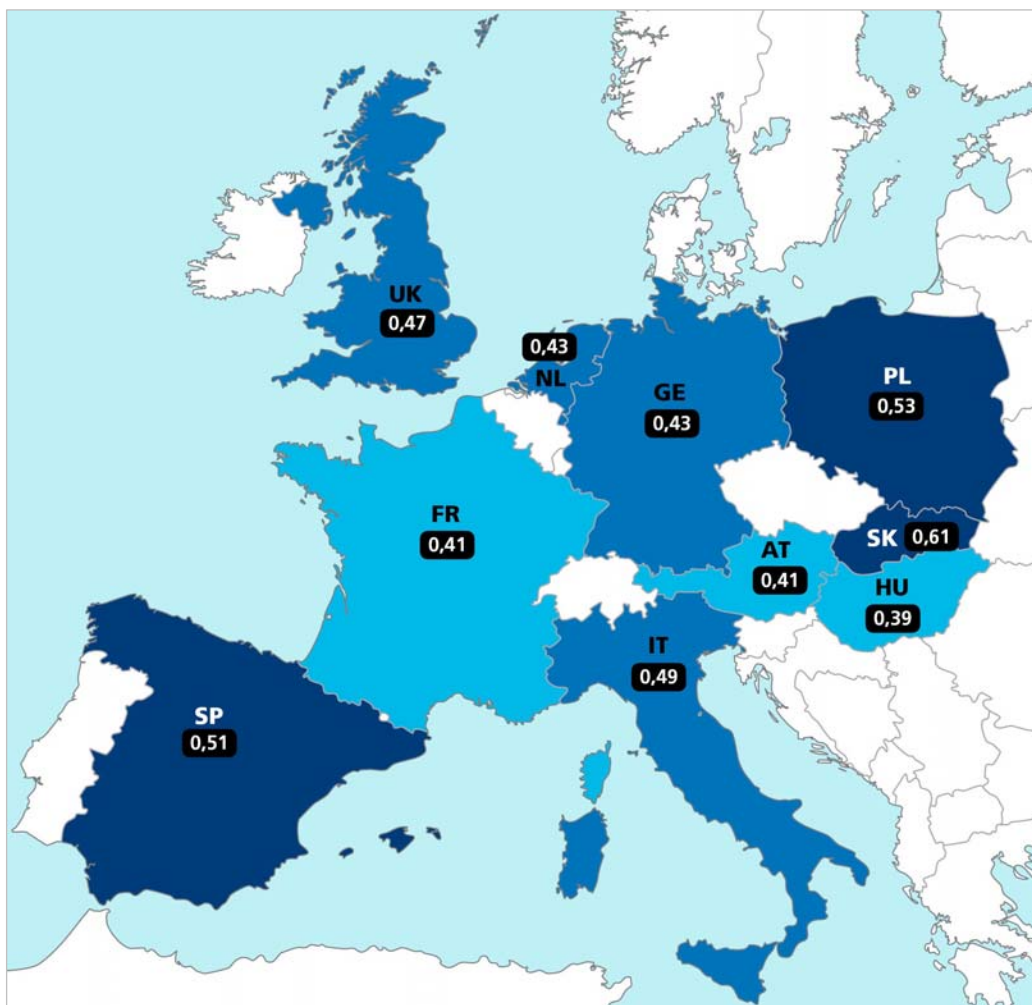 UK
0,47
0,43
NL
GE
0,43
PL
0,53
FR
0,41
SK 0,61
AT
0,41
HU
0,39
IT
0,49
SP
0,51